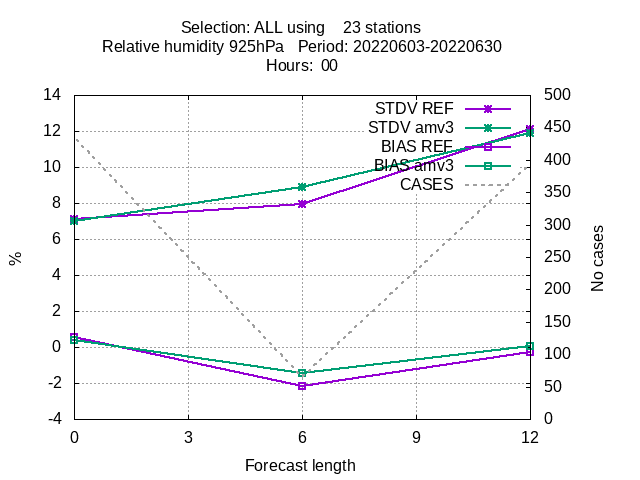 Selection: ALL using    23 stations
Relative humidity 925hPa   Period: 20220603-20220630
Hours:  00
14
12
10
8
6
4
2
0
-2
-4
%
0
3
6
9
12
Forecast length
500
450
400
350
300
250
200
150
100
50
0
No cases
STDV REF
STDV amv3
BIAS REF
BIAS amv3
CASES